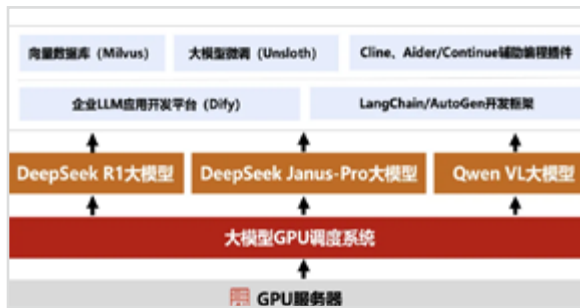 向量数据库（Milvus）
大模型微调（Unsloth）
Cline、Aider/Continue辅助编程插件
企业LLM应用开发平台（Dify）
LangChain/AutoGen开发框架
DeepSeek R1大模型
DeepSeek Janus-Pro大模型
Qwen VL大模型
大模型GPU调度系统
GPU服务器